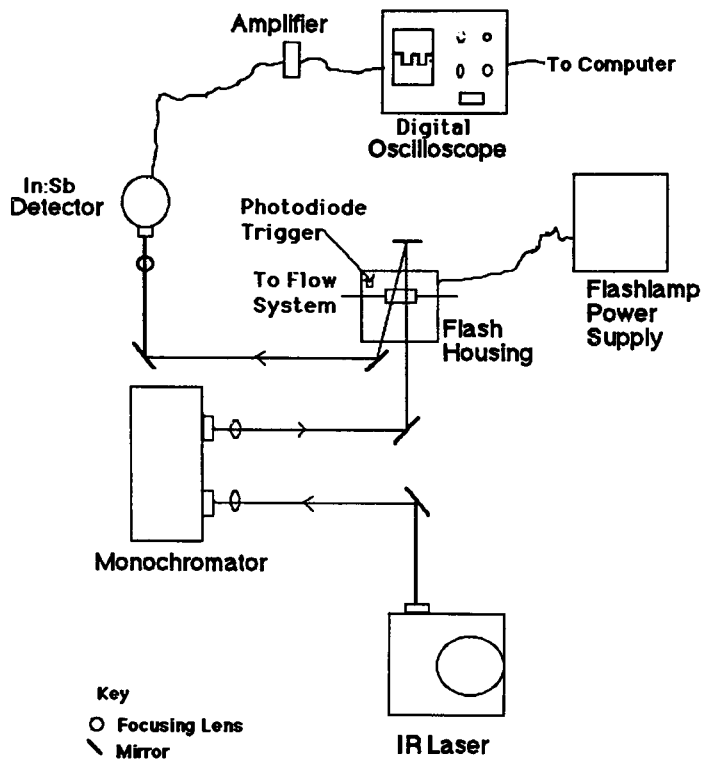 Amplifier
To Computer
Digital
Oscilloscope
In:Sb
Detector
Photodiode
Trigger
To Flow
System
Flash
Housing
Flashlamp
Power
Supply
Monochromator
Key
Focusing Lens
Mirror
IR Laser